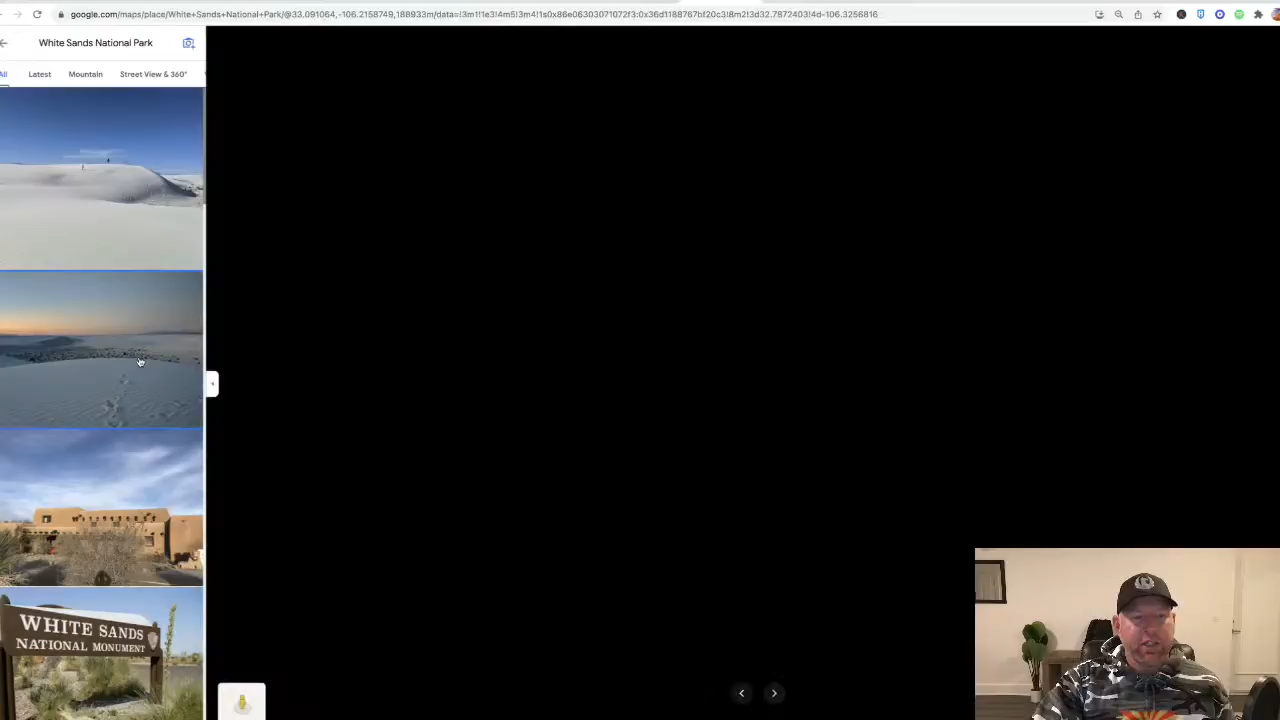 google.com/maps/place/White+Sands+National+Park/@33.091064,-106.2158749,188933m/data=!3m1!1e3!4m5!3m4!1s0x86e06303071072f3:0x36d1188767bf20c3!8m2!3d32.7872403!4d-106.3256816
White Sands National Park
All
Latest
Mountain
Street View & 360°
WHITE SANDS
NATIONAL MONUMENT